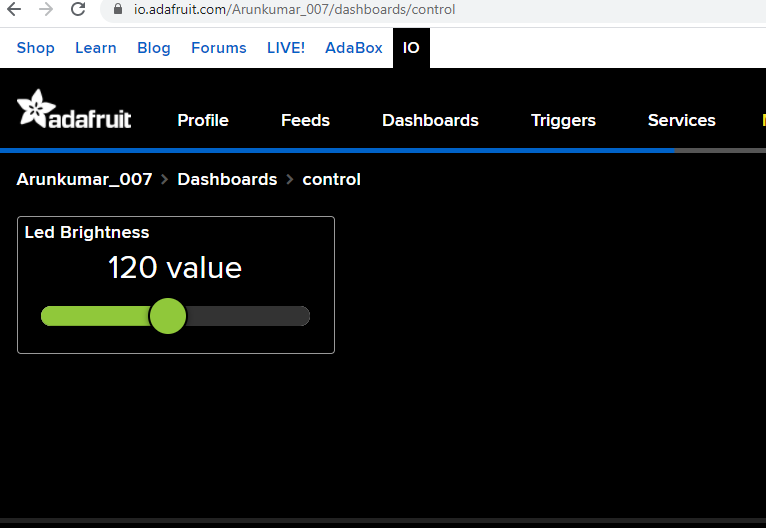 io.adafruit.com/Arunkumar_007/dashboards/control
Shop Learn Blog Forums LIVE! AdaBox IO
adafruit Profile Feeds Dashboards Triggers Services
Arunkumar_007 > Dashboards > control
Led Brightness
120 value